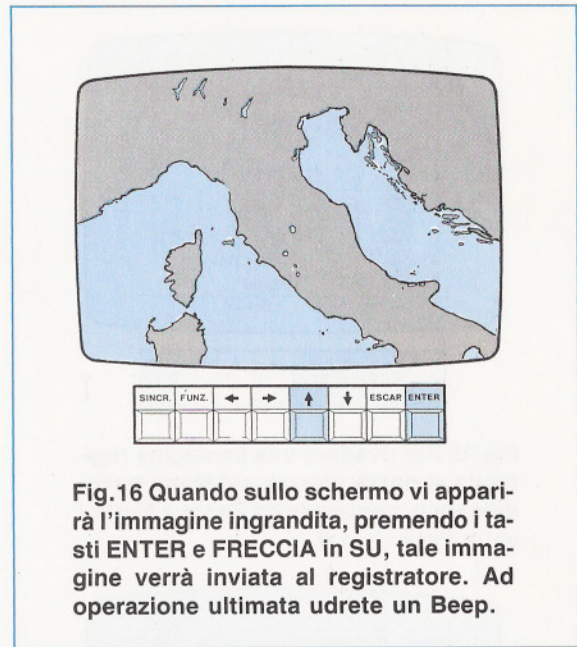 SINCR. FUNZ. ← → ↑ ↓ ESCAP. ENTER
Fig.16 Quando sullo schermo vi appari-
rà l'immagine ingrandita, premendo i ta-
sti ENTER e FRECCIA in SU, tale imma-
gine verrà inviata al registratore. Ad
operazione ultimata udrete un Beep.